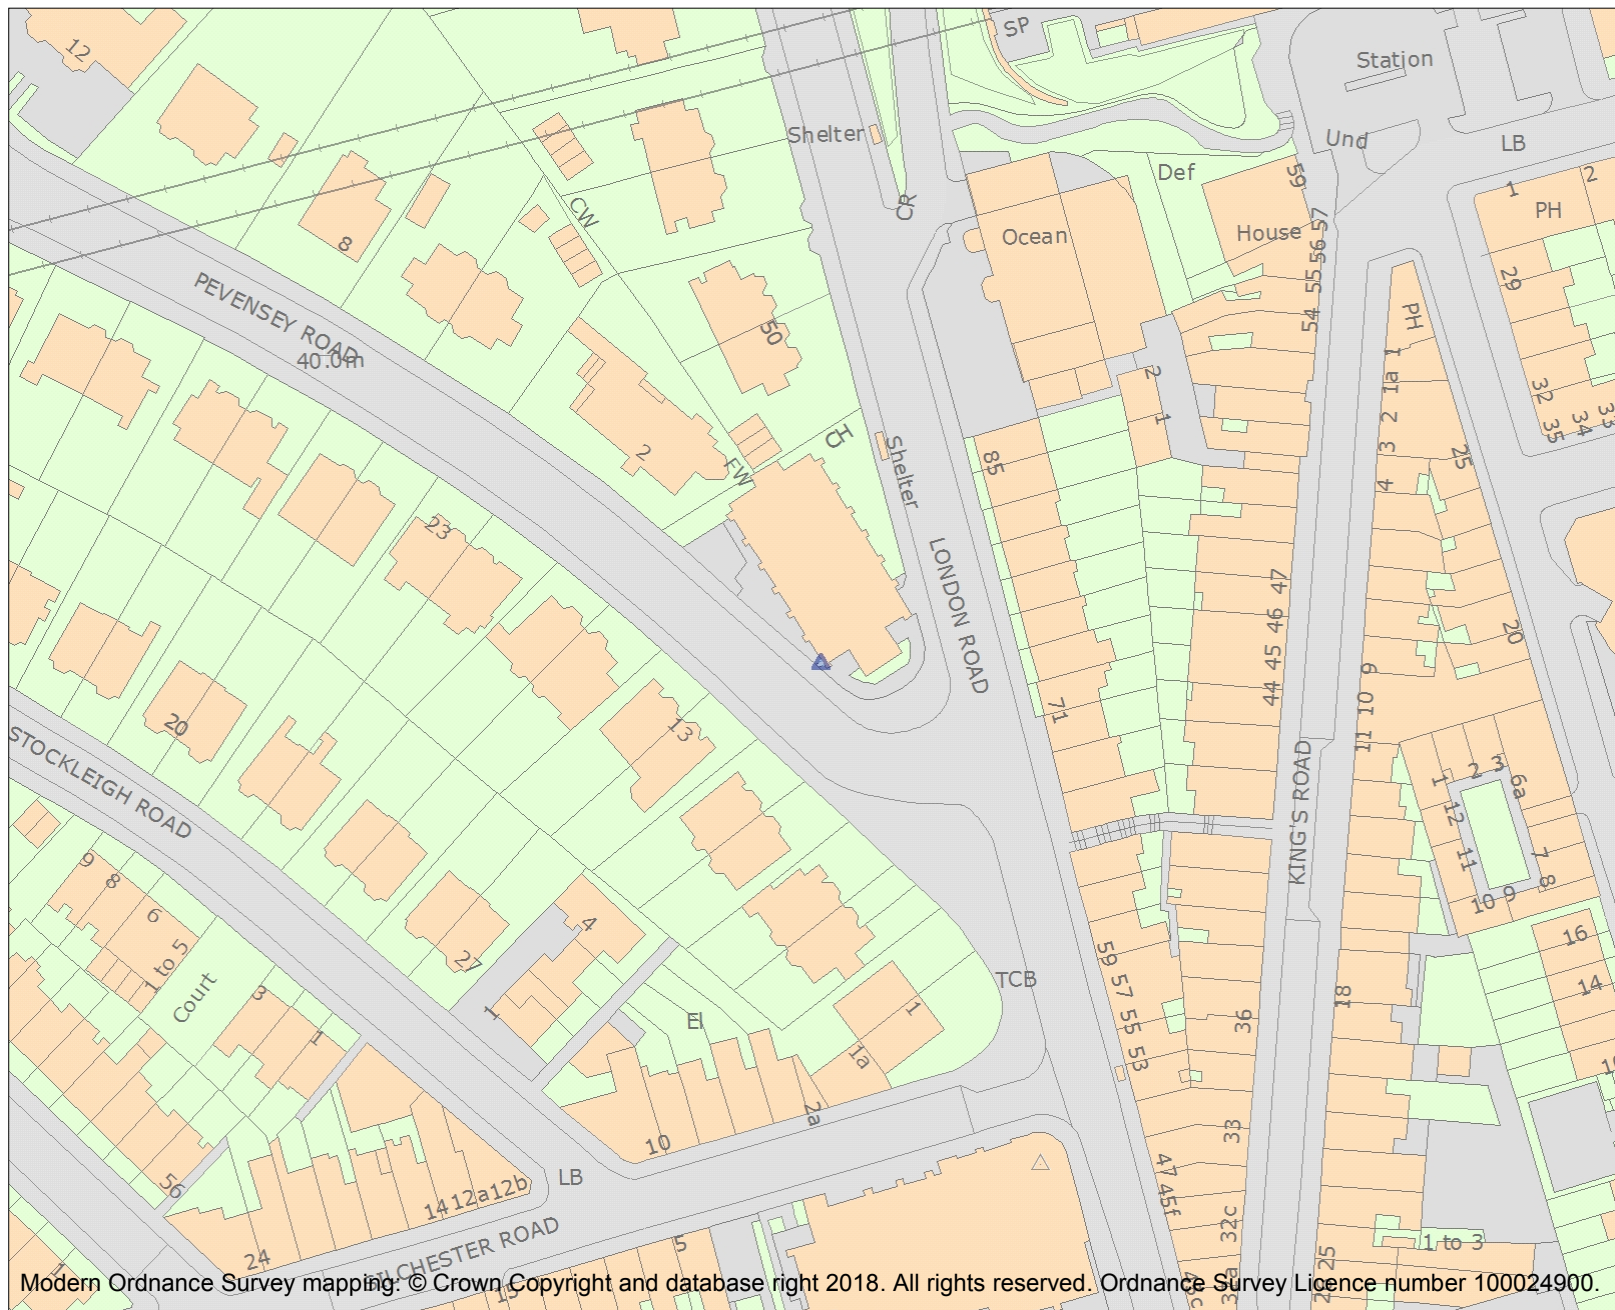 12
SP
Station
Shelter
Und
LB
Def
59
1
2
PH
CW
CR
8
Ocean
House
57
56
55
54
29
PEVENSEY ROAD
40.0m
50
PH
1
1a
2
3
4
2
1
32
35
34
33
25
2
FW
CH
Shelter
85
23
LONDON ROAD
47
46
45
44
20
9
10
11
71
13
20
STOCKLEIGH ROAD
KING'S ROAD
1
2
3
6a
12
11
7
8
10
9
9
8
6
1 to 5
Court
3
1
27
4
1
El
1
1a
TCB
59
57
55
53
36
18
16
14
2a
10
33
47
45f
32c
56
LB
14
12a
12b
24
SILCHESTER ROAD
5
15
1
1 to 3
25
Modern Ordnance Survey mapping: © Crown Copyright and database right 2018. All rights reserved. Ordnance Survey Licence number 100024900.